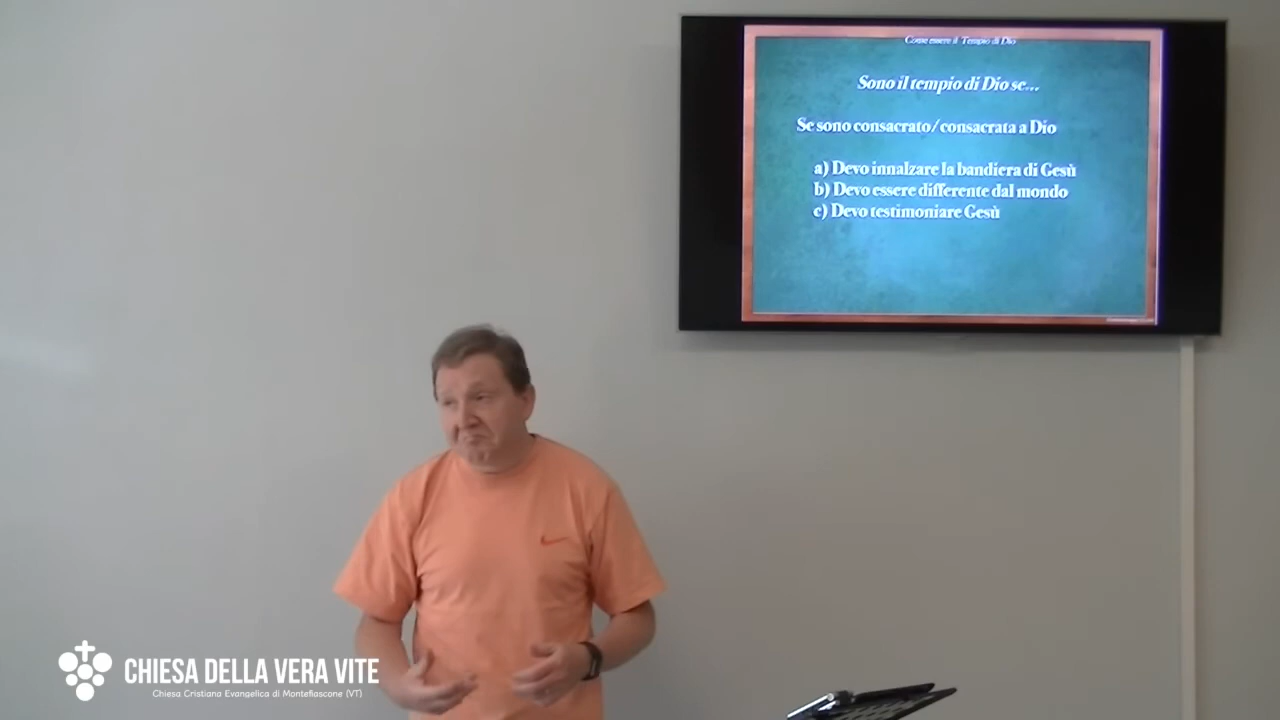 Come essere il Tempio di Dio
Sono il tempio di Dio se...
Se sono consacrato/consacrata a Dio
a) Devo innalzare la bandiera di Gesù
b) Devo essere differente dal mondo
c) Devo testimoniare Gesù
CHIESA DELLA VERA VITE
Chiesa Cristiana Evangelica di Montefiascone (VT)